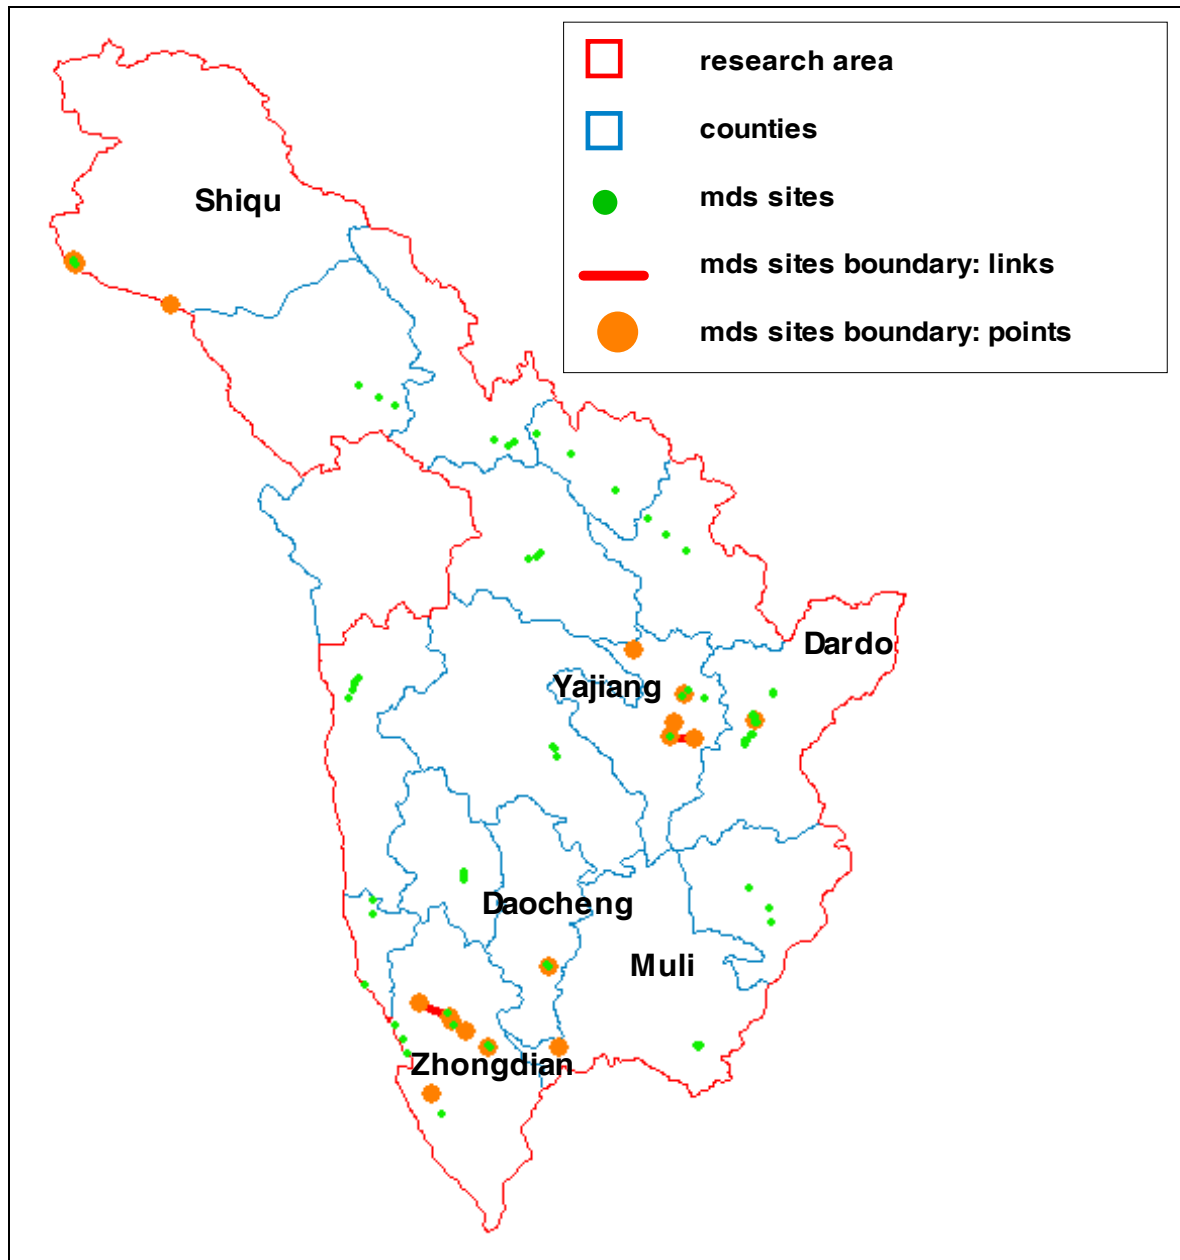 research area
counties
mds sites
mds sites boundary: links
mds sites boundary: points
Shiqu
Dardo
Yajiang
Daocheng
Muli
Zhongdian